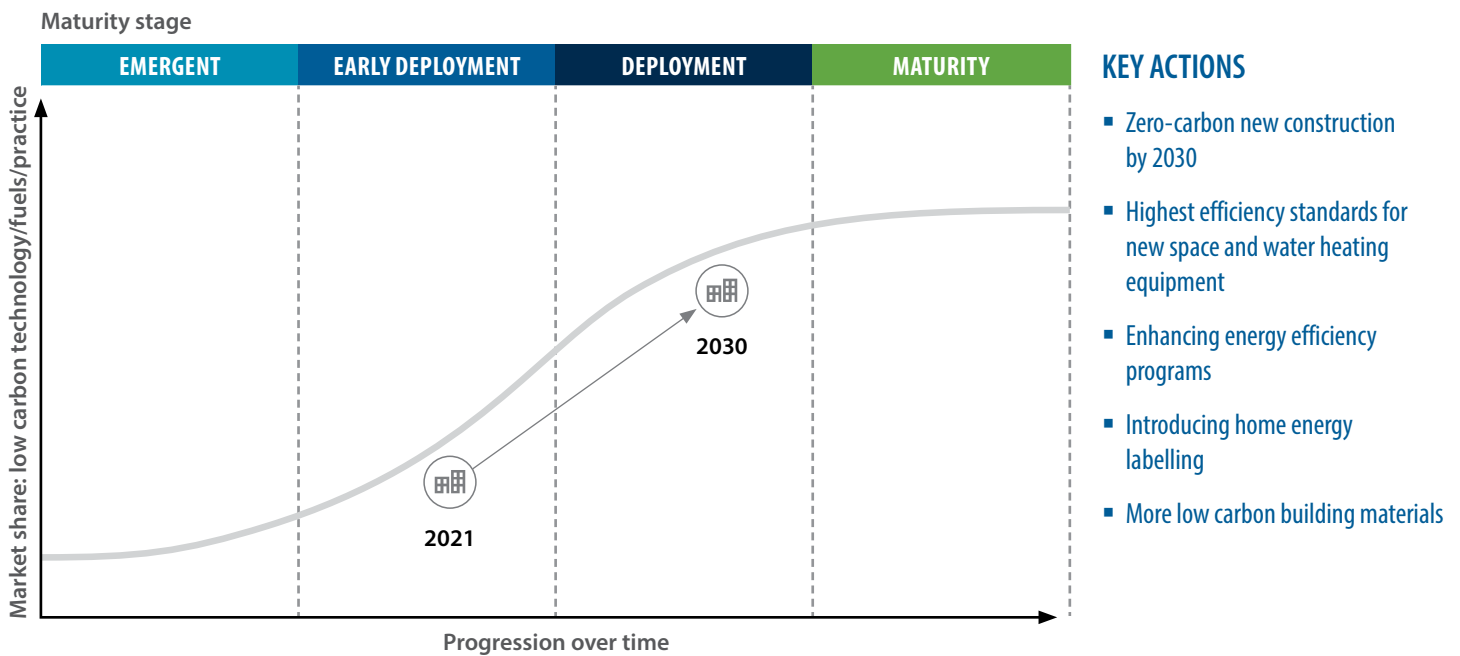 Maturity stage
EMERGENT
EARLY DEPLOYMENT
DEPLOYMENT
MATURITY
Market share: low carbon technology/fuels/practice
2021
2030
Progression over time
KEY ACTIONS
▪ Zero-carbon new construction
by 2030
▪ Highest efficiency standards for
new space and water heating
equipment
▪ Enhancing energy efficiency
programs
▪ Introducing home energy
labelling
▪ More low carbon building materials